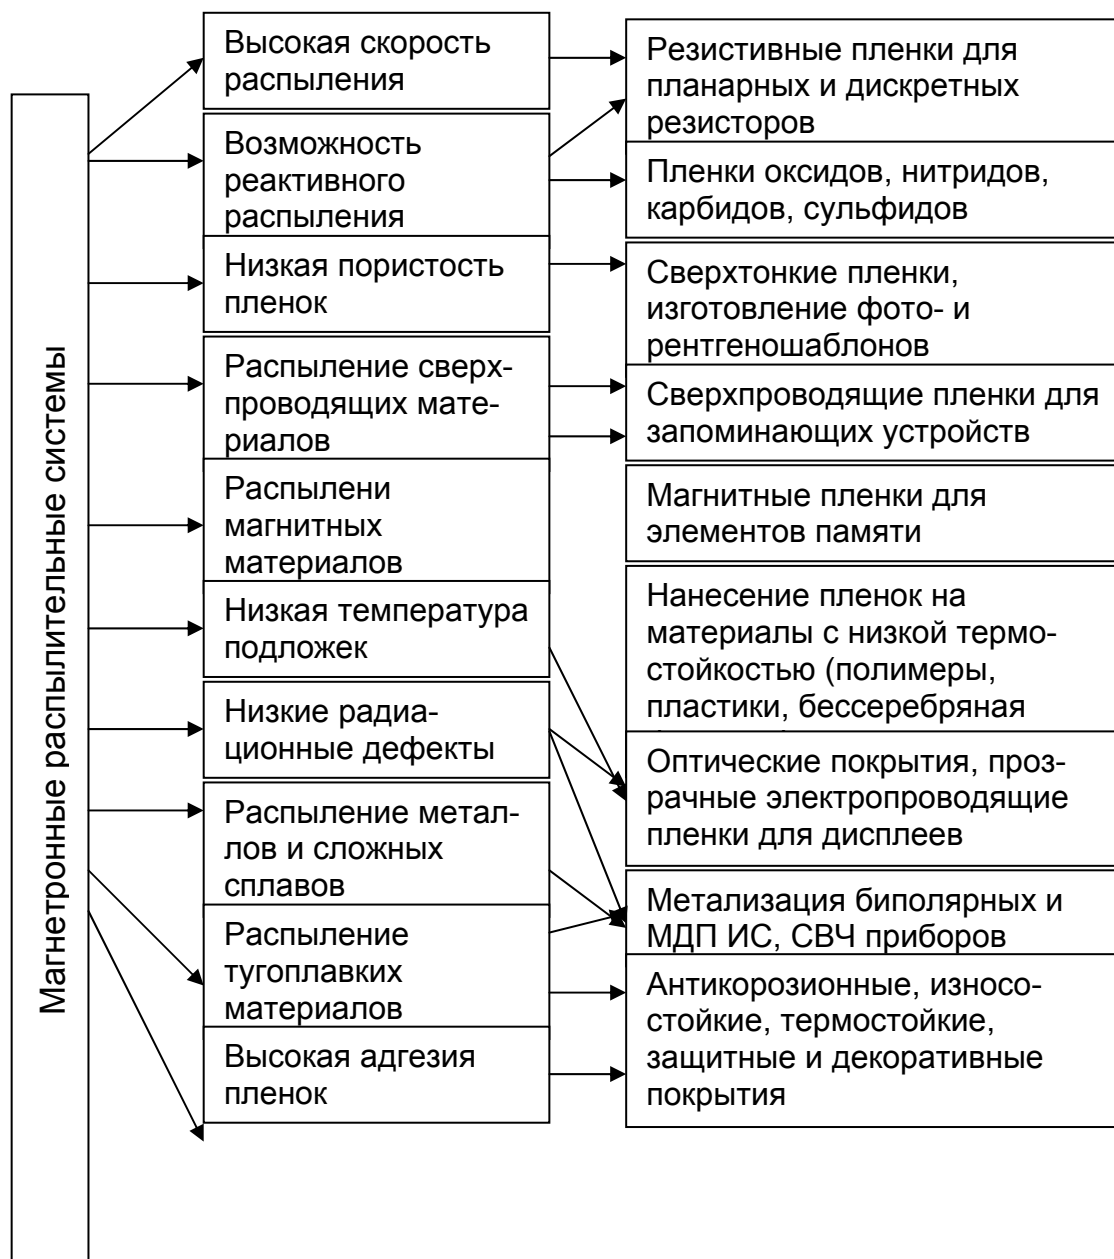 Магнетронные распылительные системы
Высокая скорость
распыления
Возможность
реактивного
распыления
Низкая пористость
пленок
Распыление сверх-
проводящих мате-
риалов
Распылени
магнитных
материалов
Низкая температура
подложек
Низкие радиа-
ционные дефекты
Распыление метал-
лов и сложных
сплавов
Распыление
тугоплавких
материалов
Высокая адгезия
пленок
Резистивные пленки для
планарных и дискретных
резисторов
Пленки оксидов, нитридов,
карбидов, сульфидов
Сверхтонкие пленки,
изготовление фото- и
рентгеношаблонов
Сверхпроводящие пленки для
запоминающих устройств
Магнитные пленки для
элементов памяти
Нанесение пленок на
материалы с низкой термо-
стойкостью (полимеры,
пластики, бессеребряная
Оптические покрытия, проз-
рачные электропроводящие
пленки для дисплеев
Метализация биполярных и
МДП ИС, СВЧ приборов
Антикорозионные, износо-
стойкие, термостойкие,
защитные и декоративные
покрытия